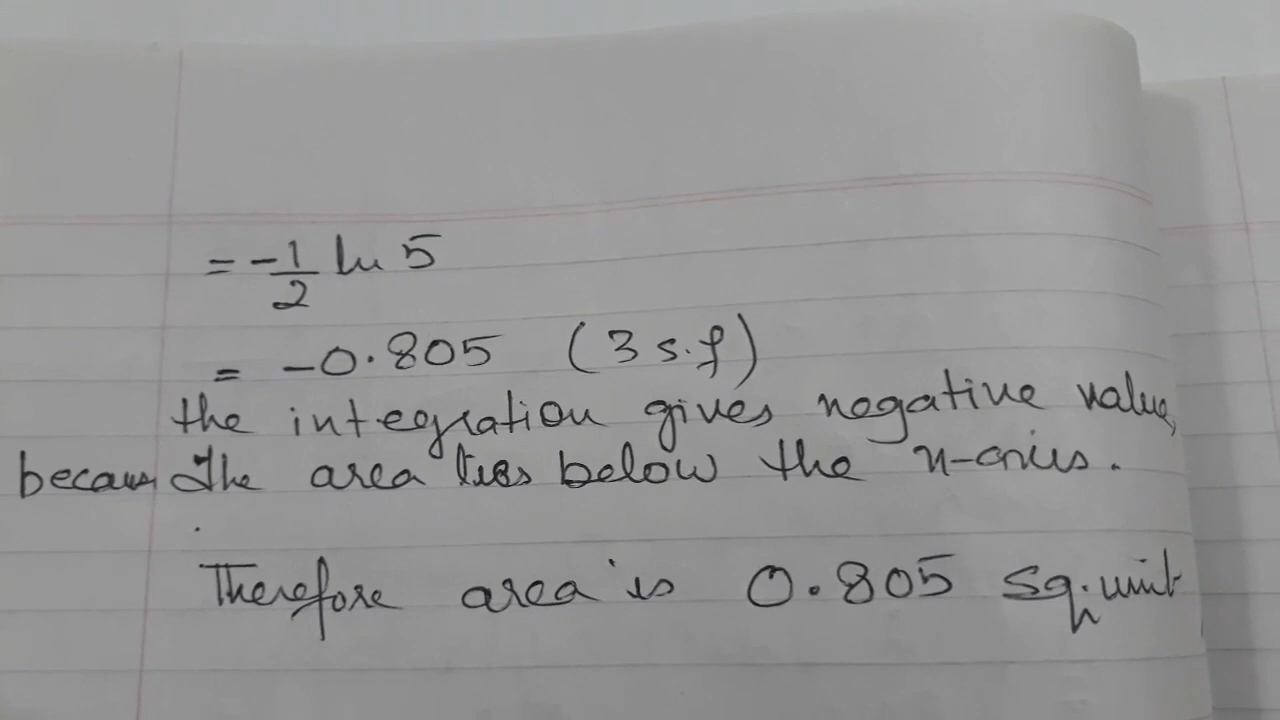 = -1/2 ln 5
= -0.805 (3 s.f)
the integration gives negative value,
because the area lies below the x-axis.
Therefore area is 0.805 sq. unit